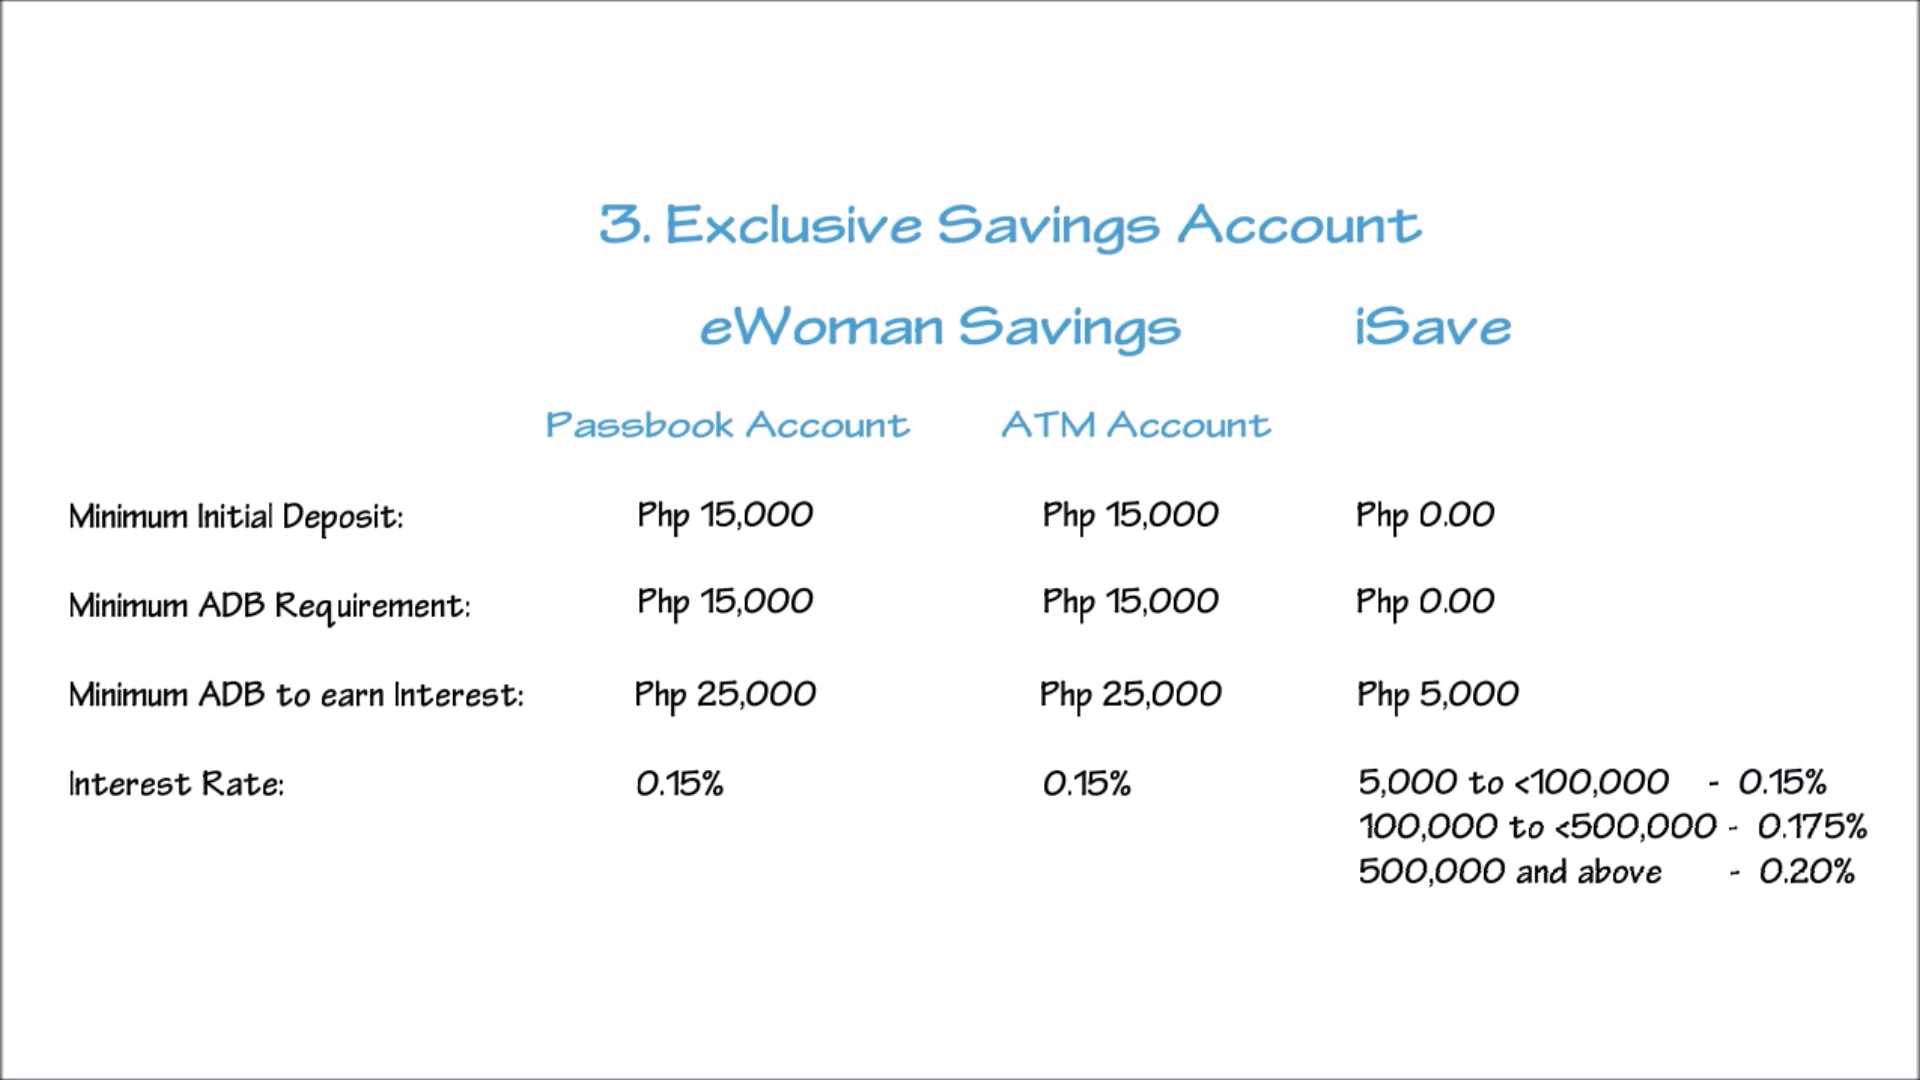 3. Exclusive Savings Account
eWoman Savings iSave
Passbook Account ATM Account
Minimum Initial Deposit: Php 15,000 Php 15,000 Php 0.00
Minimum ADB Requirement: Php 15,000 Php 15,000 Php 0.00
Minimum ADB to earn Interest: Php 25,000 Php 25,000 Php 5,000
Interest Rate: 0.15% 0.15% 5,000 to <100,000 - 0.15%
100,000 to <500,000 - 0.175%
500,000 and above - 0.20%